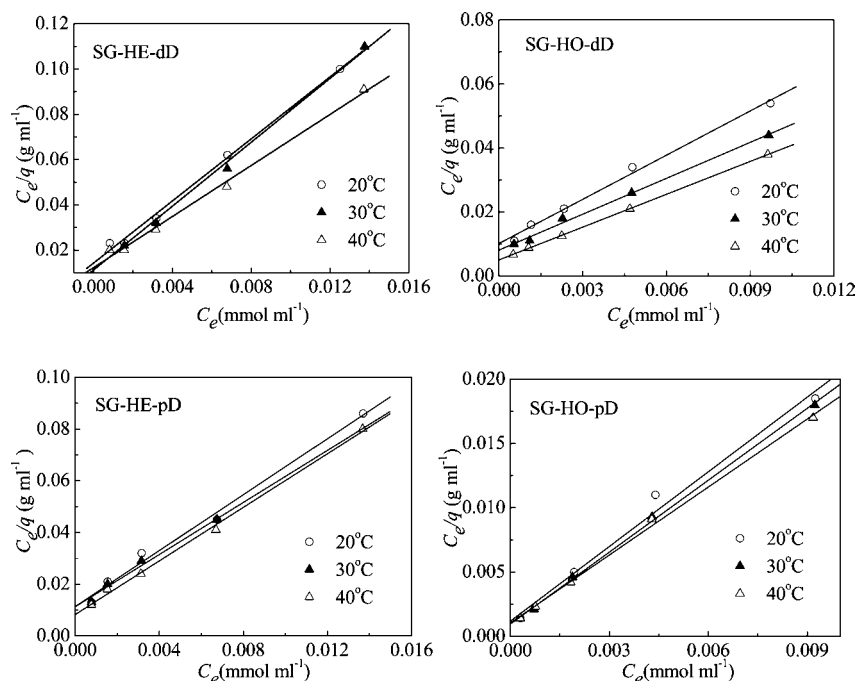 SG-HE-dD
0.12
0.10
0.08
0.06
0.04
0.02
Ce/q (g ml-1)
20°C
30°C
40°C
0.000 0.004 0.008 0.012 0.016
Ce(mmol ml-1)
SG-HO-dD
0.08
0.06
0.04
0.02
0.00
Ce/q (g ml-1)
20°C
30°C
40°C
0.000 0.003 0.006 0.009 0.012
Ce(mmol ml-1)
SG-HE-pD
0.10
0.08
0.06
0.04
0.02
0.00
Ce/q (g ml-1)
20°C
30°C
40°C
0.000 0.004 0.008 0.012 0.016
Ce(mmol ml-1)
SG-HO-pD
0.020
0.015
0.010
0.005
0.000
Ce/q (g ml-1)
20°C
30°C
40°C
0.000 0.003 0.006 0.009
Ce(mmol ml-1)